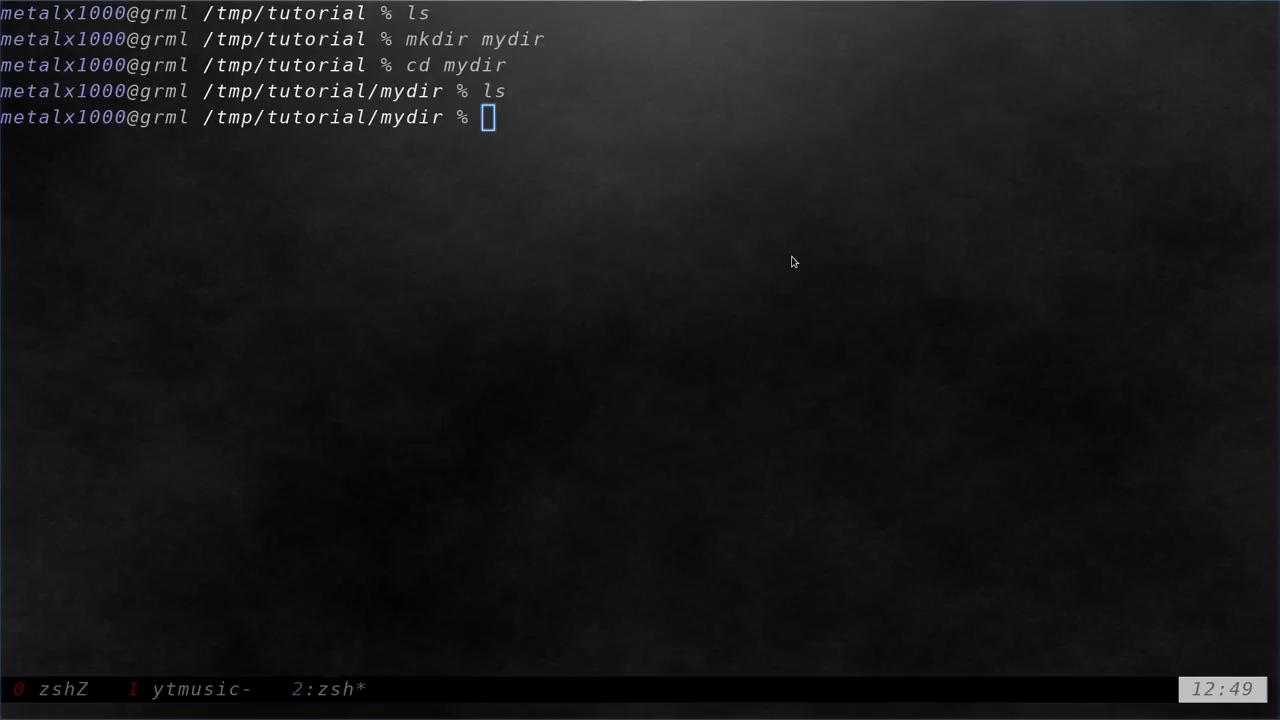 metalx1000@grml /tmp/tutorial % ls
metalx1000@grml /tmp/tutorial % mkdir mydir
metalx1000@grml /tmp/tutorial % cd mydir
metalx1000@grml /tmp/tutorial/mydir % ls
metalx1000@grml /tmp/tutorial/mydir %
0 zshZ 1 ytmusic- 2:zsh* 12:49